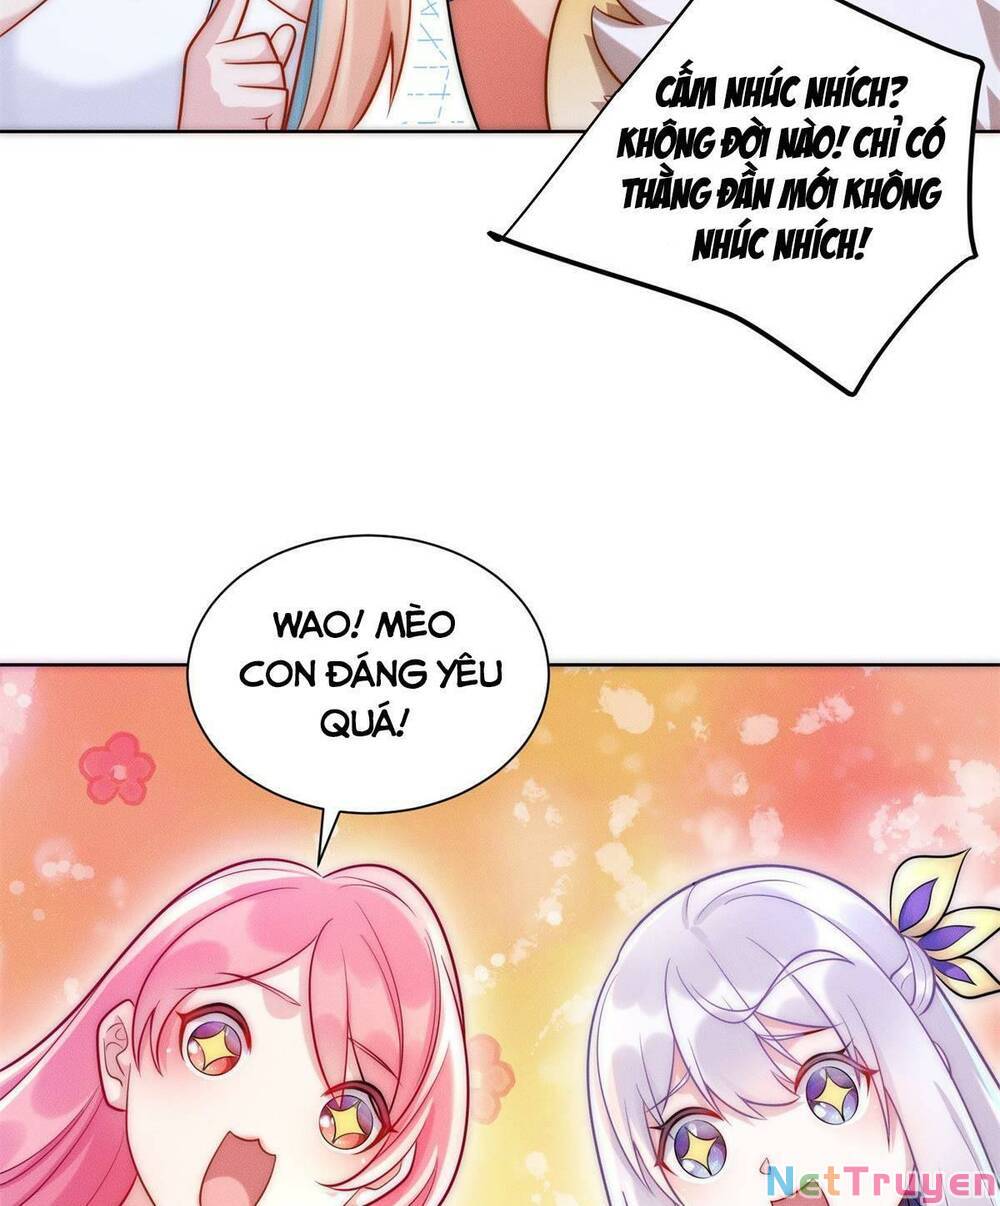 CẤM NHÚC NHÍCH?
KHÔNG ĐỜI NÀO! CHỈ CÓ
THẰNG ĐẦN MỚI KHÔNG
NHÚC NHÍCH!
WAO! MÈO
CON ĐÁNG YÊU
QUÁ!
NetTruyen